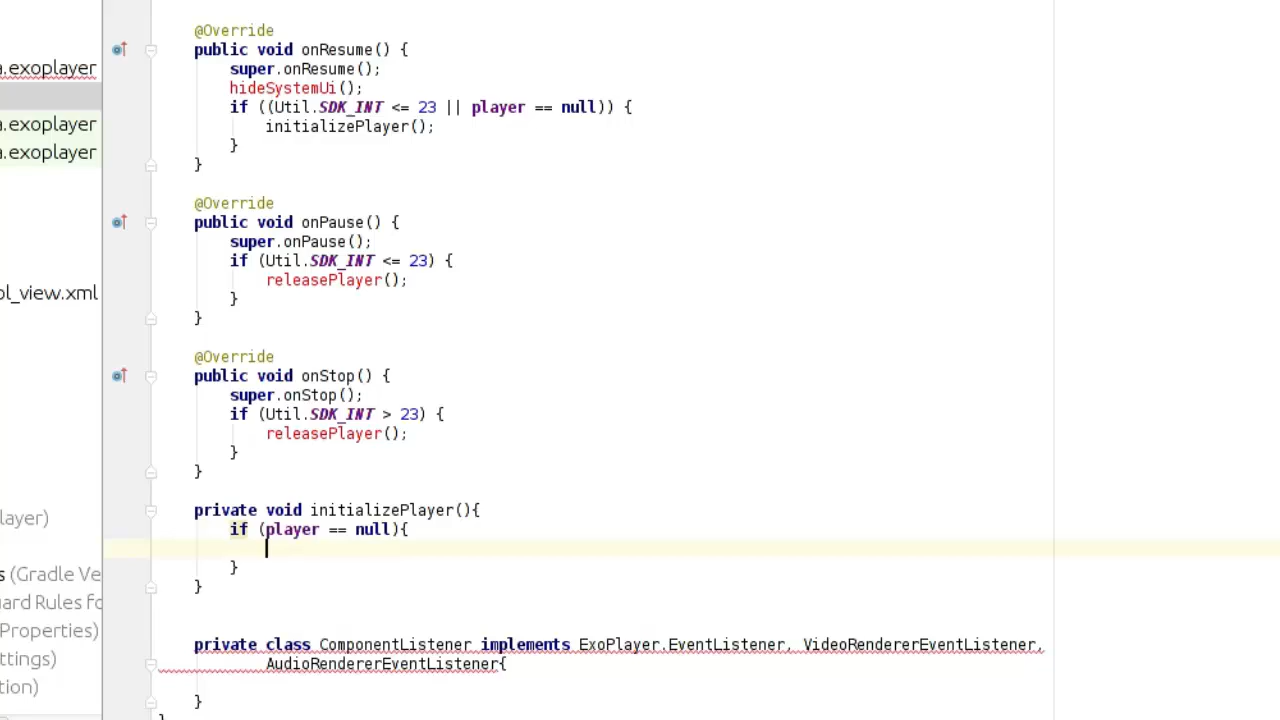 @Override
public void onResume() {
super.onResume();
a.exoplayer
hideSystemUi();
if ((Util.SDK_INT <= 23 || player == null)) {
a.exoplayer
initializePlayer();
}
a.exoplayer
}
@Override
public void onPause() {
super.onPause();
if (Util.SDK_INT <= 23) {
releasePlayer();
ol_view.xml
}
}
@Override
public void onStop() {
super.onStop();
if (Util.SDK_INT > 23) {
releasePlayer();
}
}
private void initializePlayer(){
layer)
if (player == null){
}
s (Gradle Ve
}
uard Rules fo
Properties)
private class ComponentListener implements ExoPlayer.EventListener, VideoRendererEventListener,
ttings)
AudioRendererEventListener{
tion)
}
}